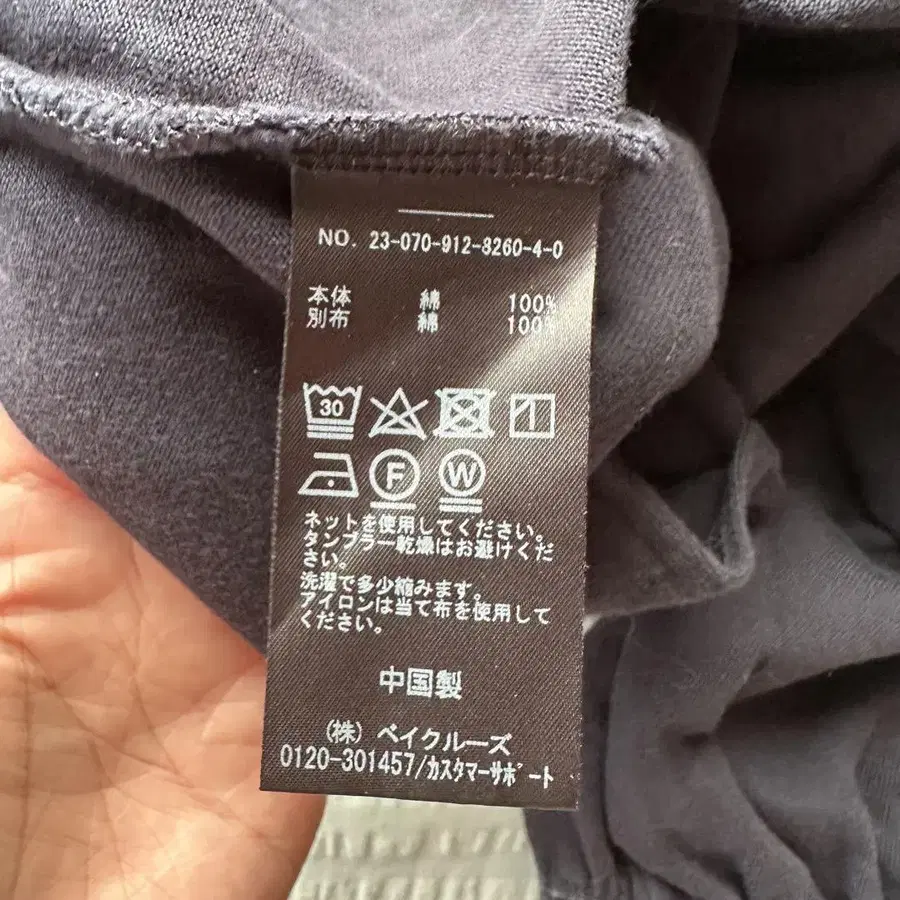 NO. 23-070-912-8260-4-0
本体 綿 100%
別布 綿 100%
30 1
F W
ネットを使用してください。
タンブラー乾燥はお避けくだ
さい。
洗濯で多少縮みます。
アイロンは当て布を使用して
ください。
中国製
(株) ベイクルーズ
0120-301457/カスタマーサポート